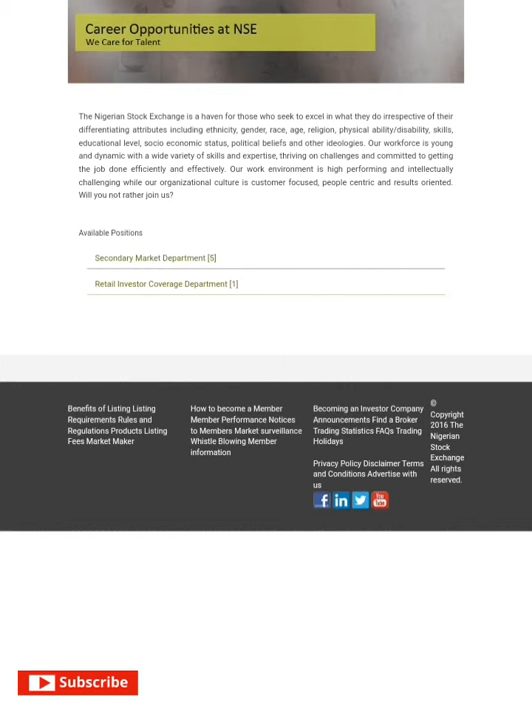 Career Opportunities at NSE
We Care for Talent
The Nigerian Stock Exchange is a haven for those who seek to excel in what they do irrespective of their
differentiating attributes including ethnicity, gender, race, age, religion, physical ability/disability, skills,
educational level, socio economic status, political beliefs and other ideologies. Our workforce is young
and dynamic with a wide variety of skills and expertise, thriving on challenges and committed to getting
the job done efficiently and effectively. Our work environment is high performing and intellectually
challenging while our organizational culture is customer focused, people centric and results oriented.
Will you not rather join us?
Available Positions
Secondary Market Department [5]
Retail Investor Coverage Department [1]
Benefits of Listing Listing
Requirements Rules and
Regulations Products Listing
Fees Market Maker
How to become a Member
Member Performance Notices
to Members Market surveillance
Whistle Blowing Member
information
Becoming an Investor Company
Announcements Find a Broker
Trading Statistics FAQs Trading
Holidays
Privacy Policy Disclaimer Terms
and Conditions Advertise with
us
©
Copyright
2016 The
Nigerian
Stock
Exchange
All rights
reserved.
f
in
You
Tube
Subscribe